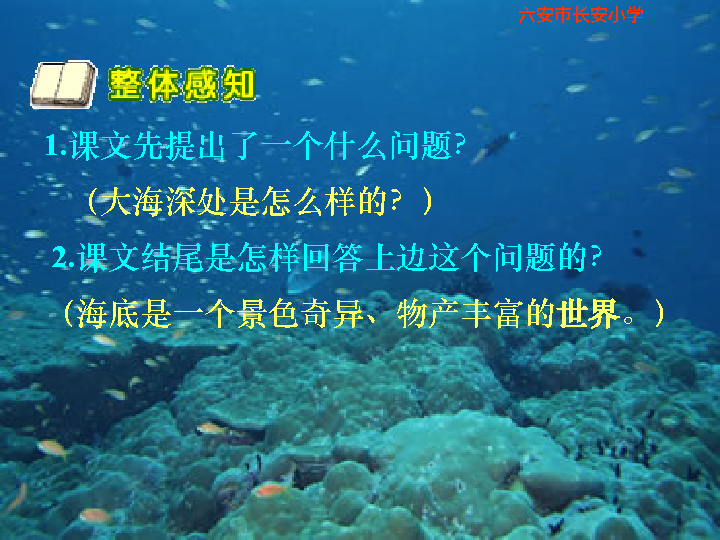 六安市长安小学
整体感知
1.课文先提出了一个什么问题？
（大海深处是怎么样的？）
2.课文结尾是怎样回答上边这个问题的？
（海底是一个景色奇异、物产丰富的世界。）